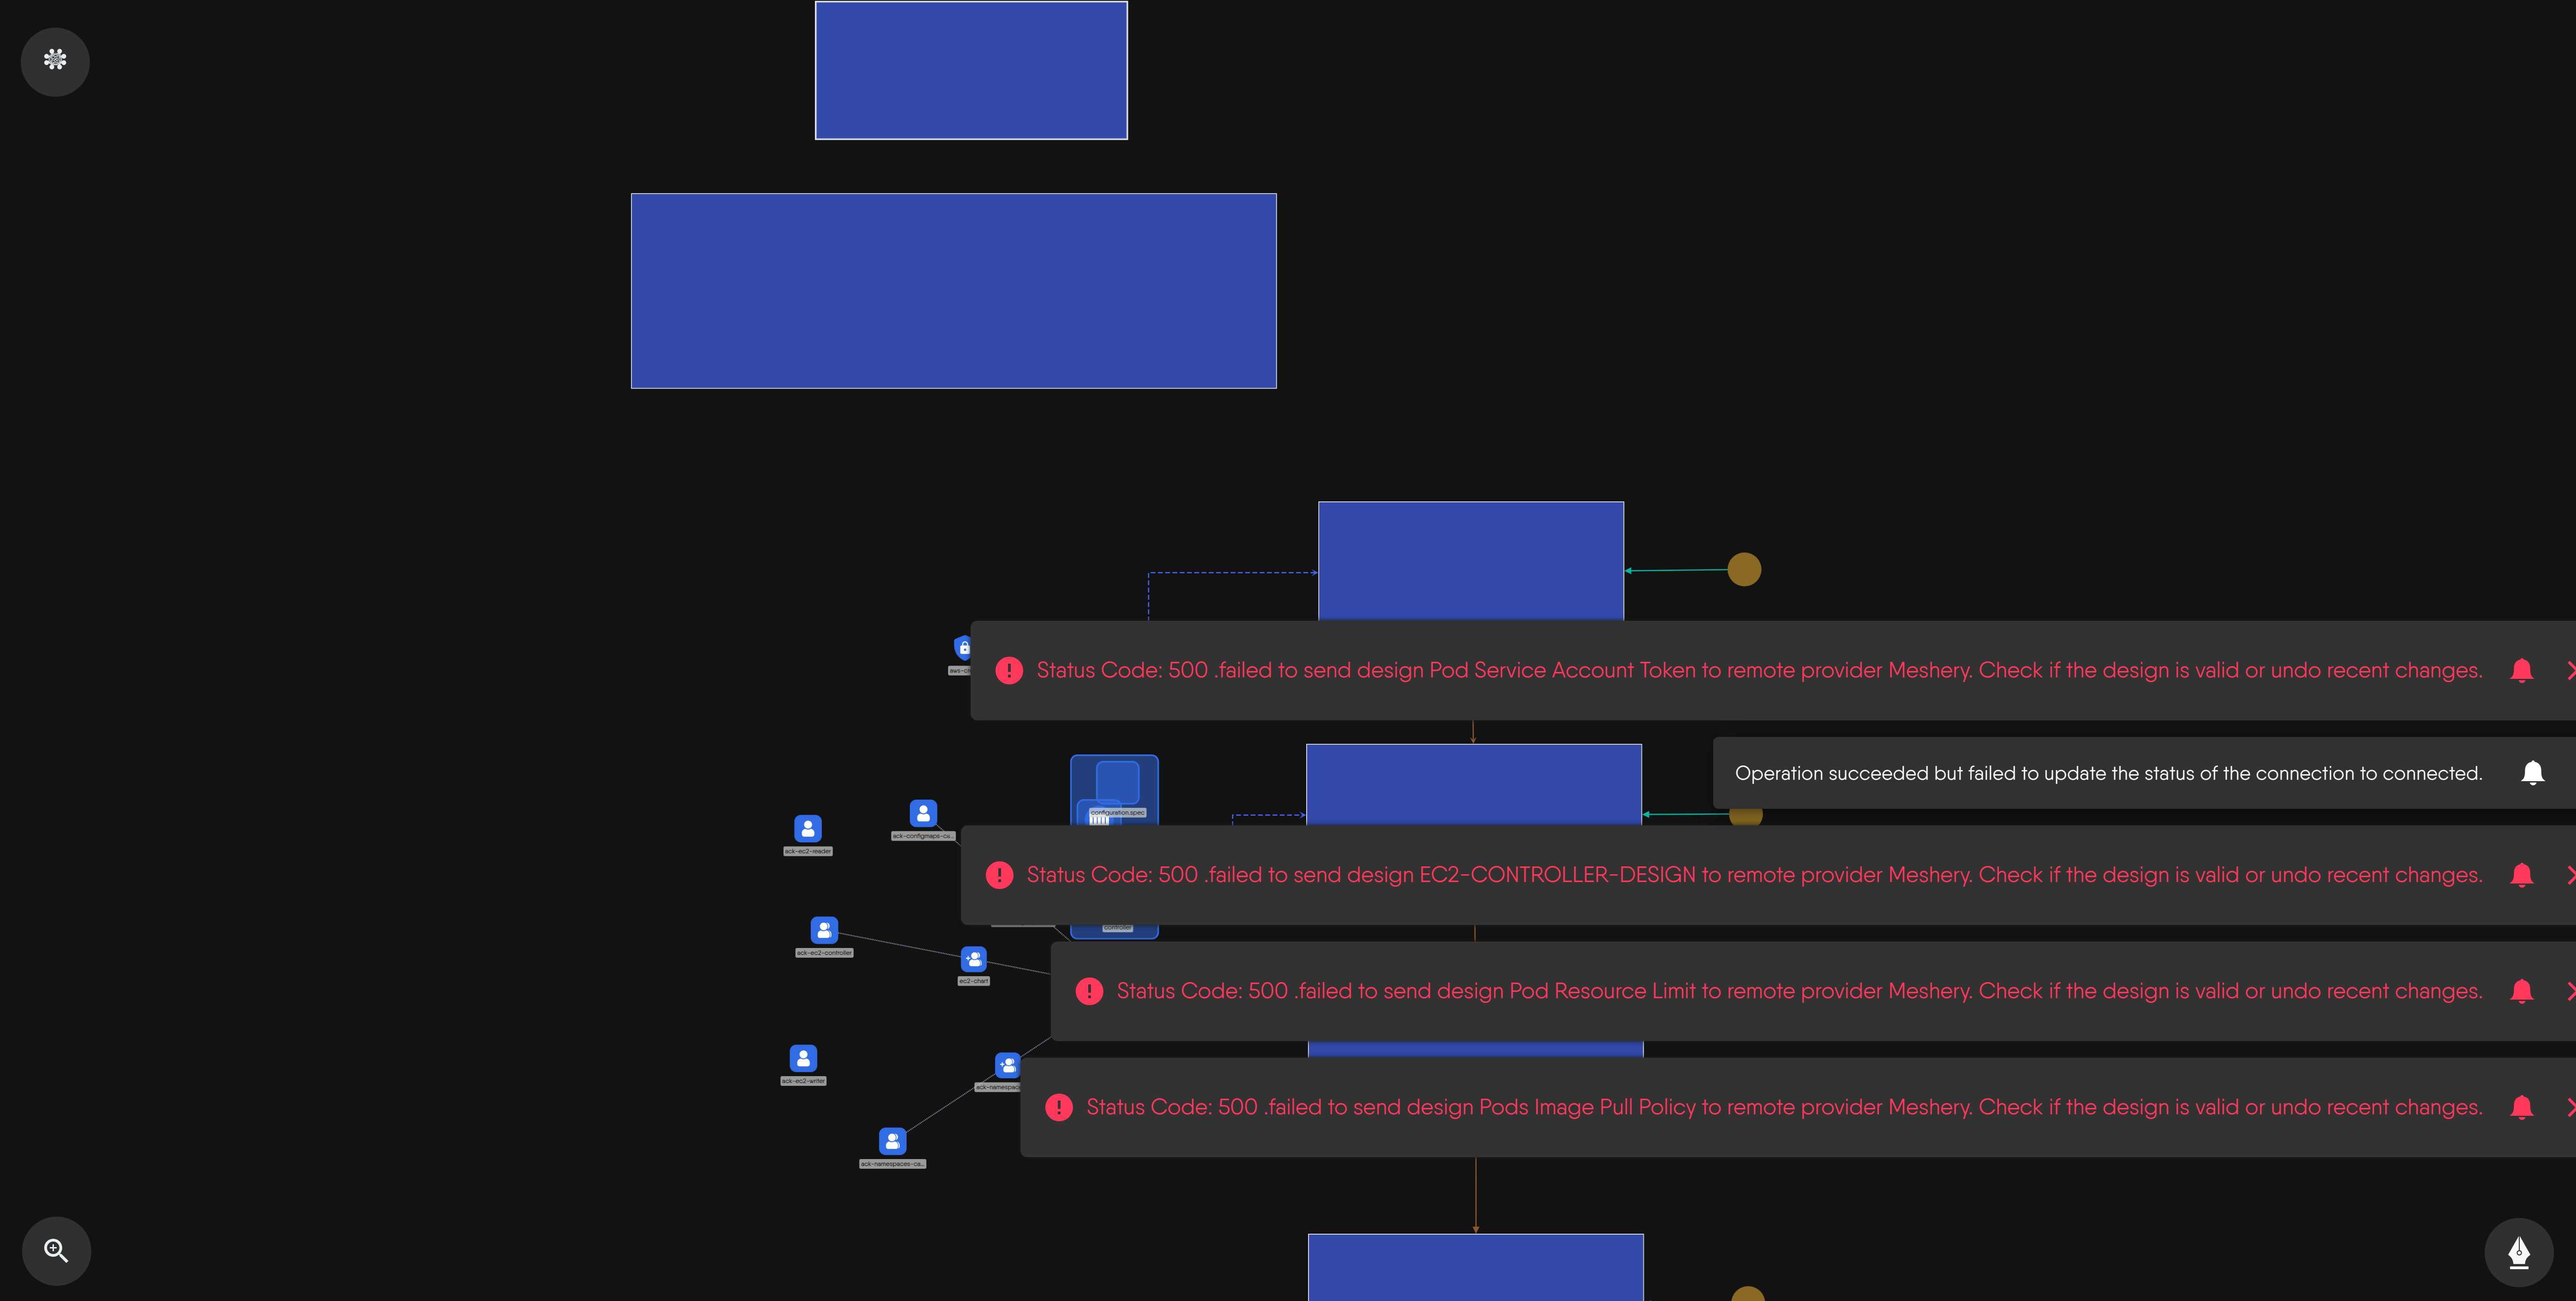 aws-cr
Status Code: 500 .failed to send design Pod Service Account Token to remote provider Meshery. Check if the design is valid or undo recent changes.
Operation succeeded but failed to update the status of the connection to connected.
configuration.spec
ack-configmaps-ca...
ack-ec2-reader
Status Code: 500 .failed to send design EC2-CONTROLLER-DESIGN to remote provider Meshery. Check if the design is valid or undo recent changes.
controller
ack-ec2-controller
ec2-chart
Status Code: 500 .failed to send design Pod Resource Limit to remote provider Meshery. Check if the design is valid or undo recent changes.
ack-ec2-writer
ack-namespac
Status Code: 500 .failed to send design Pods Image Pull Policy to remote provider Meshery. Check if the design is valid or undo recent changes.
ack-namespaces-ca...